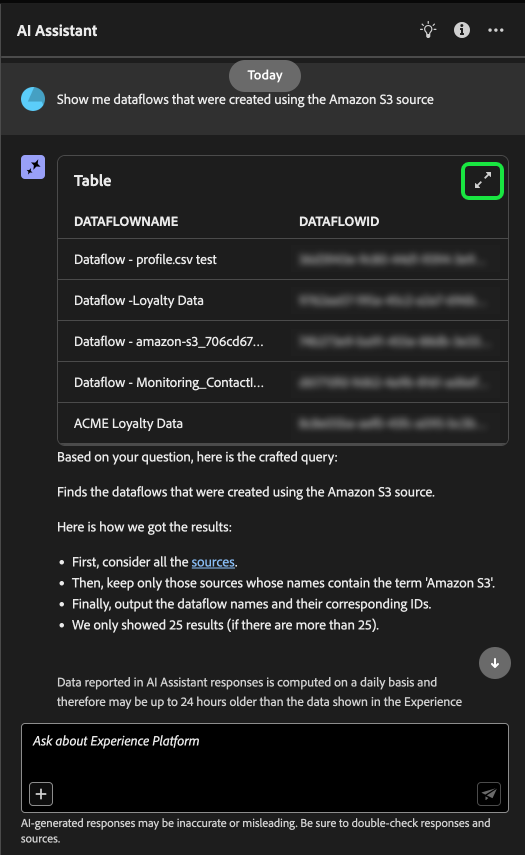 AI Assistant
Today
Show me dataflows that were created using the Amazon S3 source
Table
DATAFLOWNAME DATAFLOWID
Dataflow - profile.csv test
Dataflow -Loyalty Data
Dataflow - amazon-s3_706cd67...
Dataflow - Monitoring_Contactl...
ACME Loyalty Data
Based on your question, here is the crafted query:
Finds the dataflows that were created using the Amazon S3 source.
Here is how we got the results:
• First, consider all the sources.
• Then, keep only those sources whose names contain the term 'Amazon S3'.
• Finally, output the dataflow names and their corresponding IDs.
• We only showed 25 results (if there are more than 25).
Data reported in AI Assistant responses is computed on a daily basis and
therefore may be up to 24 hours older than the data shown in the Experience
Ask about Experience Platform
AI-generated responses may be inaccurate or misleading. Be sure to double-check responses and
sources.